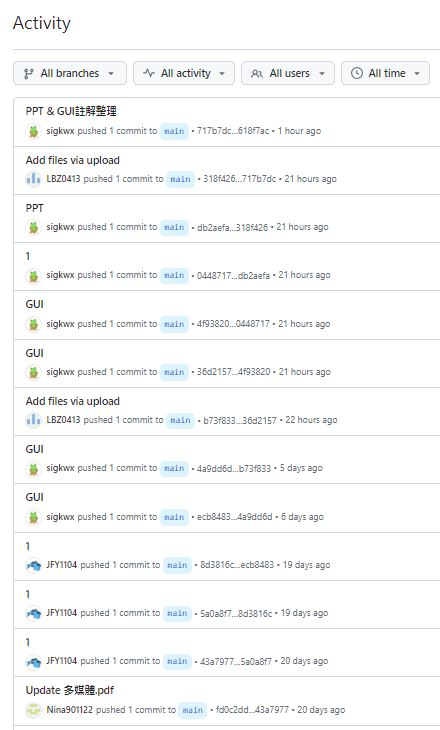 Activity
All branches
All activity
All users
All time
PPT & GUI註解整理
sigkwx pushed 1 commit to main • 717b7dc...618f7ac • 1 hour ago
Add files via upload
LBZ0413 pushed 1 commit to main • 318f426...717b7dc • 21 hours ago
PPT
sigkwx pushed 1 commit to main • db2aefa...318f426 • 21 hours ago
1
sigkwx pushed 1 commit to main • 0448717...db2aefa • 21 hours ago
GUI
sigkwx pushed 1 commit to main • 4f93820...0448717 • 21 hours ago
GUI
sigkwx pushed 1 commit to main • 36d2157...4f93820 • 21 hours ago
Add files via upload
LBZ0413 pushed 1 commit to main • b73f833...36d2157 • 22 hours ago
GUI
sigkwx pushed 1 commit to main • 4a9dd6d...b73f833 • 5 days ago
GUI
sigkwx pushed 1 commit to main • ecb8483...4a9dd6d • 6 days ago
1
JFY1104 pushed 1 commit to main • 8d3816c...ecb8483 • 19 days ago
1
JFY1104 pushed 1 commit to main • 5a0a8f7...8d3816c • 19 days ago
1
JFY1104 pushed 1 commit to main • 43a7977...5a0a8f7 • 20 days ago
Update 多媒體.pdf
Nina901122 pushed 1 commit to main • fd0c2dd...43a7977 • 20 days ago